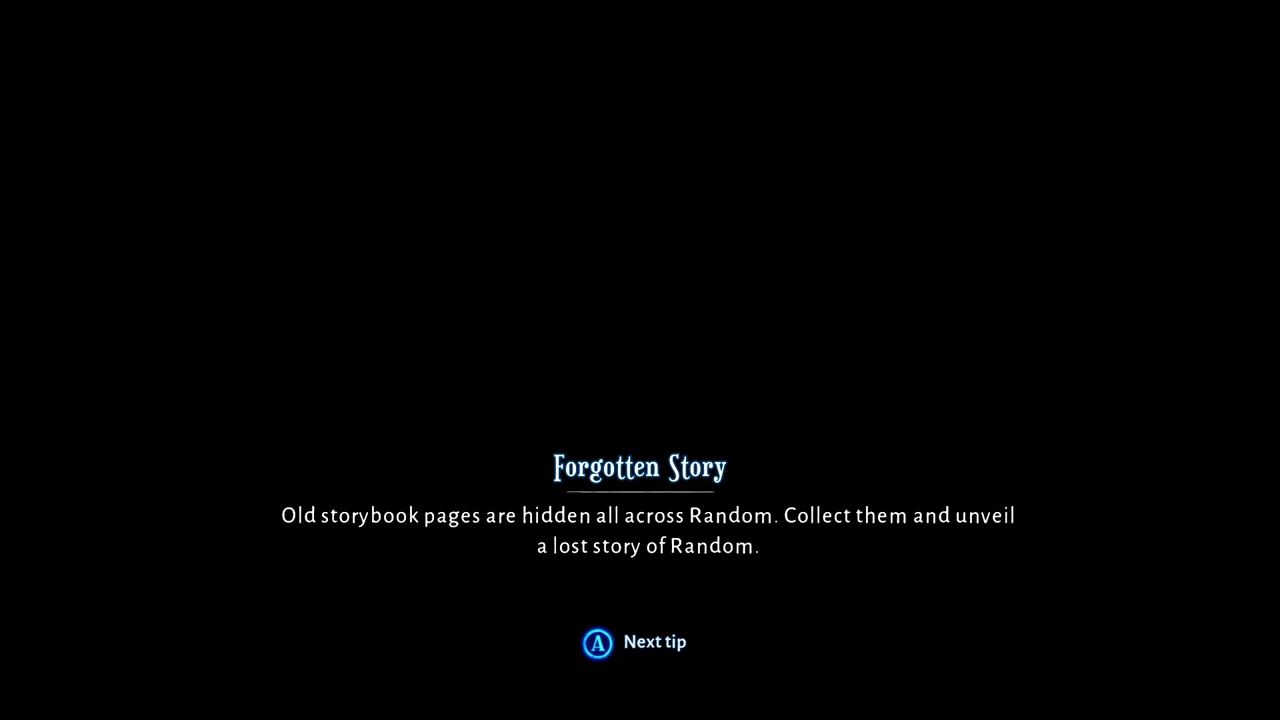 Forgotten Story
Old storybook pages are hidden all across Random. Collect them and unveil
a lost story of Random.
A Next tip